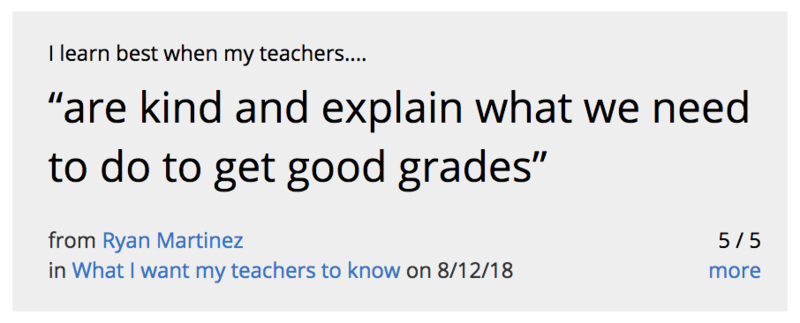 I learn best when my teachers....
“are kind and explain what we need
to do to get good grades”
from Ryan Martinez
5 / 5
in What I want my teachers to know on 8/12/18
more